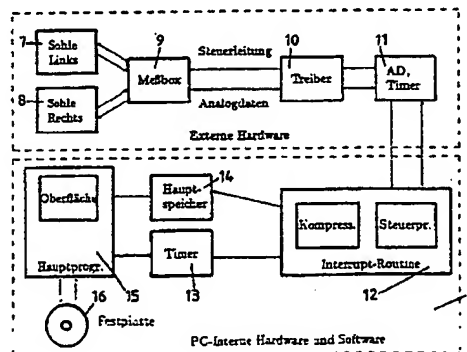 7
Sohle
Links
8
Sohle
Rechts
9
Meßbox
Steuerleitung
Analogdaten
10
Treiber
11
AD,
Timer
Externe Hardware
Oberfläche
Hauptprogr.
15
16
Festplatte
Haupt-
speicher
14
Timer
13
Kompress.
Steuerpr.
Interrupt-Routine
12
PC-Interne Hardware und Software